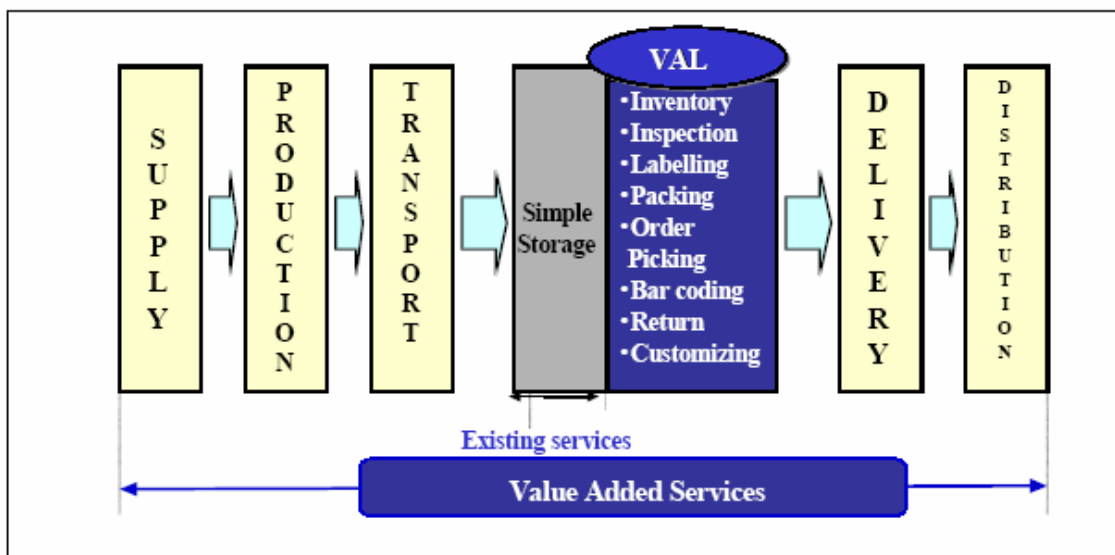 SUPPLY
PRODUCTION
TRANSPORT
Simple
Storage
VAL
•Inventory
•Inspection
•Labelling
•Packing
•Order
Picking
•Bar coding
•Return
•Customizing
DELIVERY
DISTRIBUTION
Existing services
Value Added Services